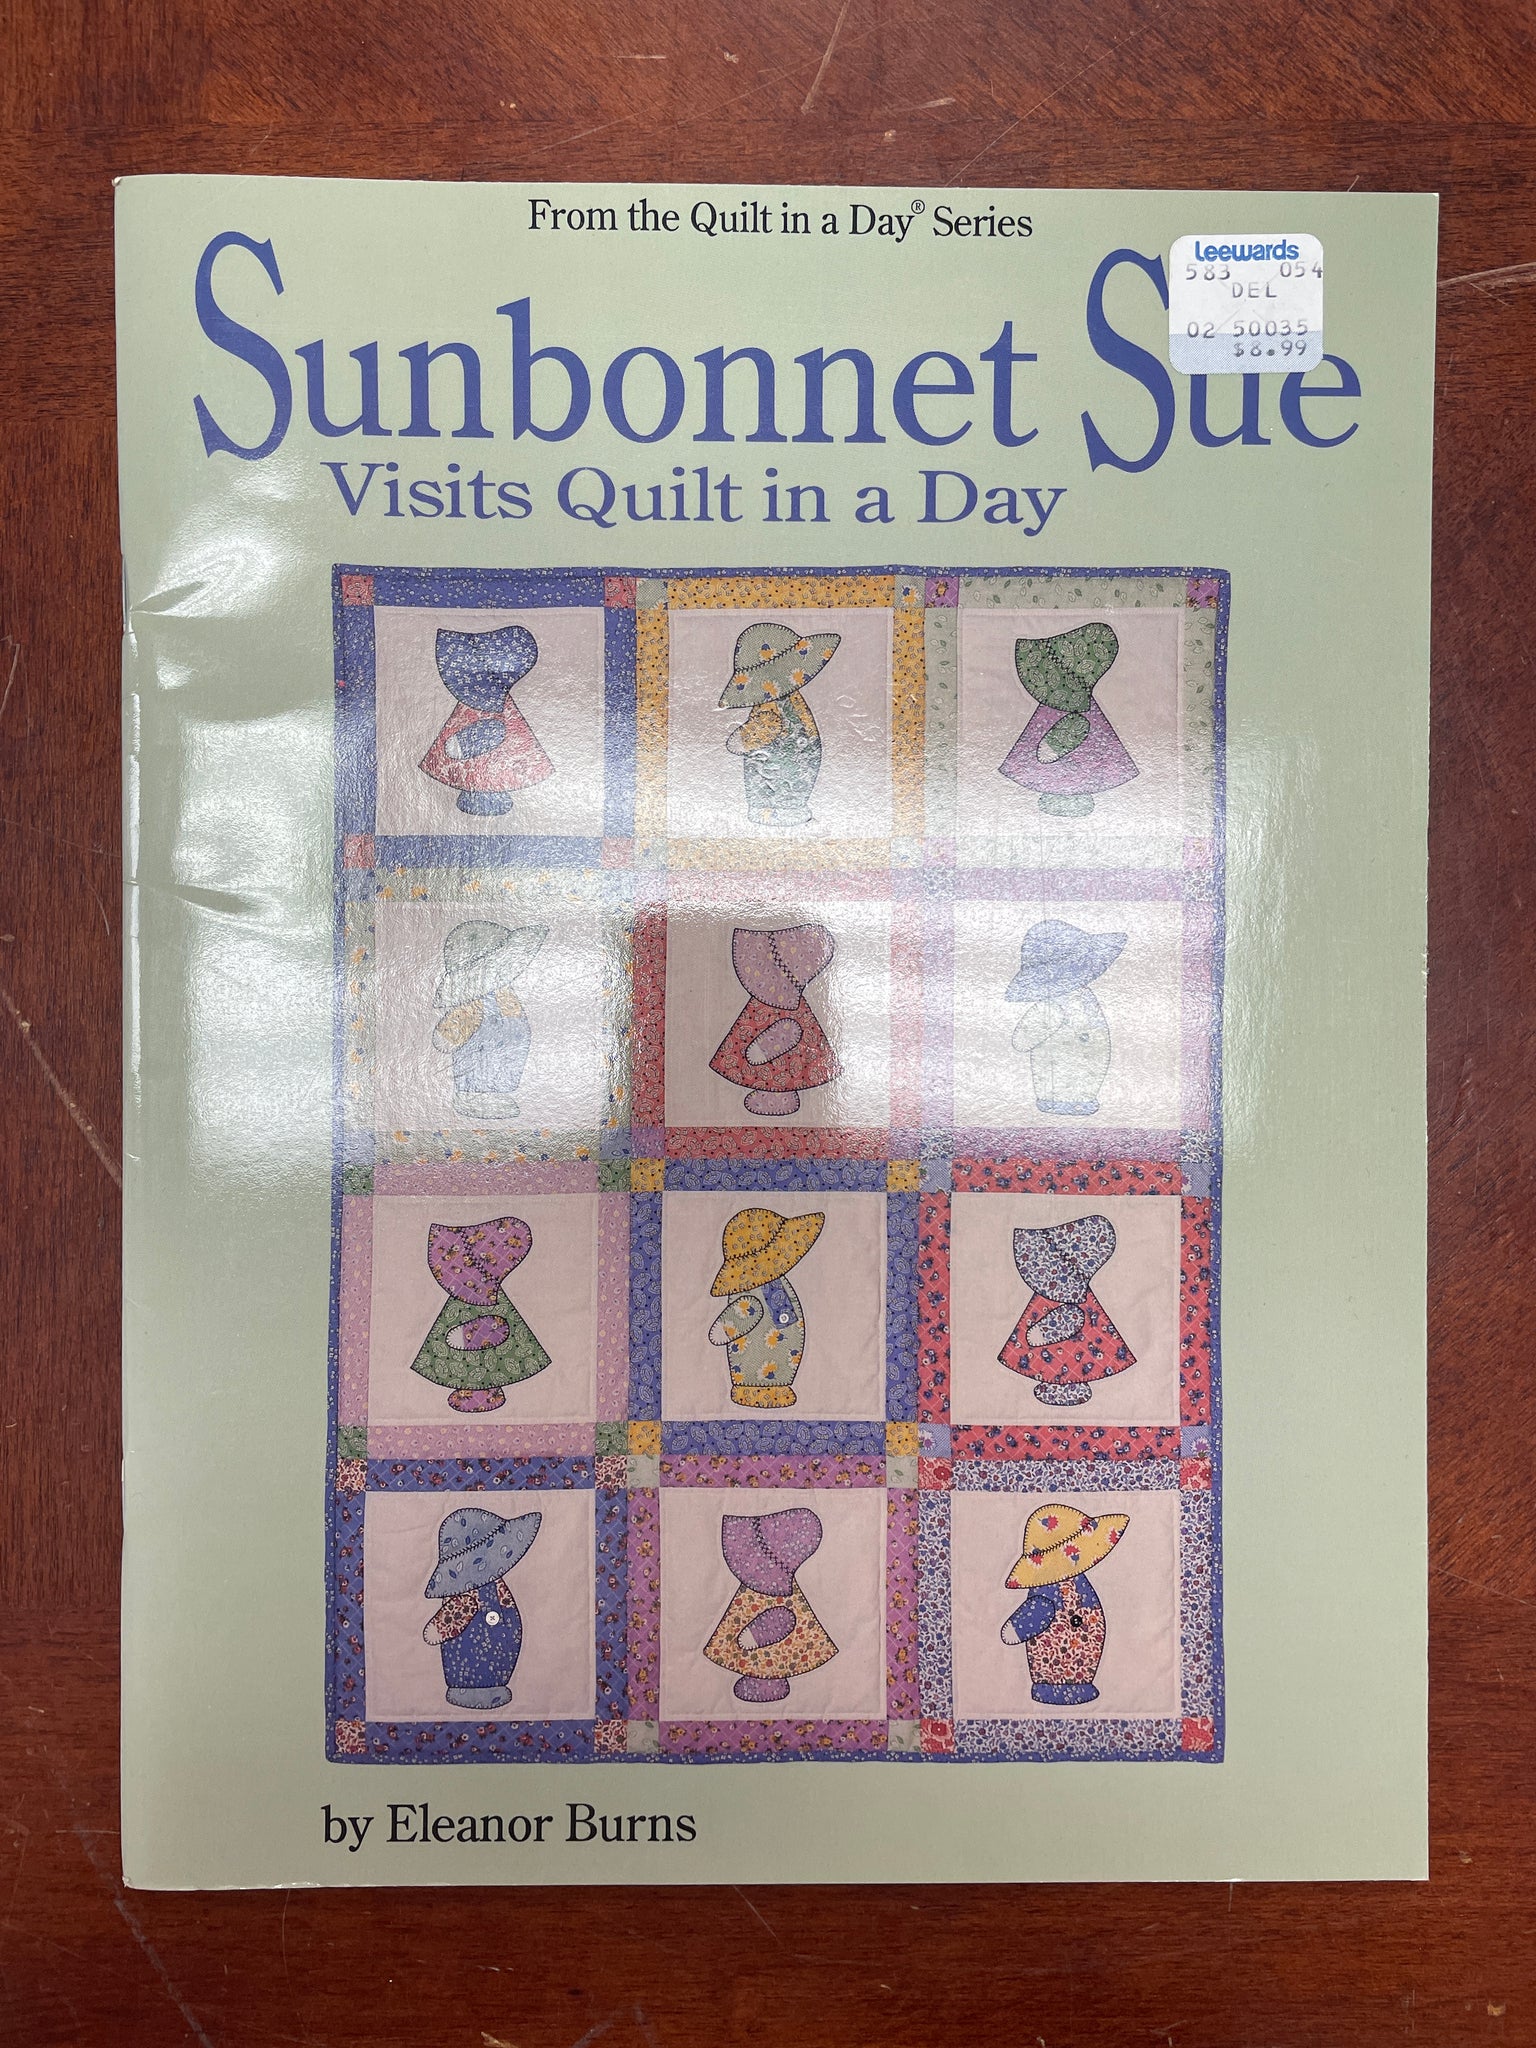 From the Quilt in a Day® Series
Sunbonnet Sue
Visits Quilt in a Day
Leewards
583 054
DEL
02 50035
$8.99
by Eleanor Burns